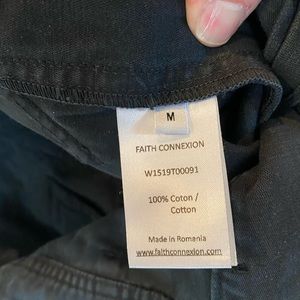 M
FAITH CONNEXION
W1519T00091
100% Coton /
Cotton
Made in Romania
www.faithconnexion.com